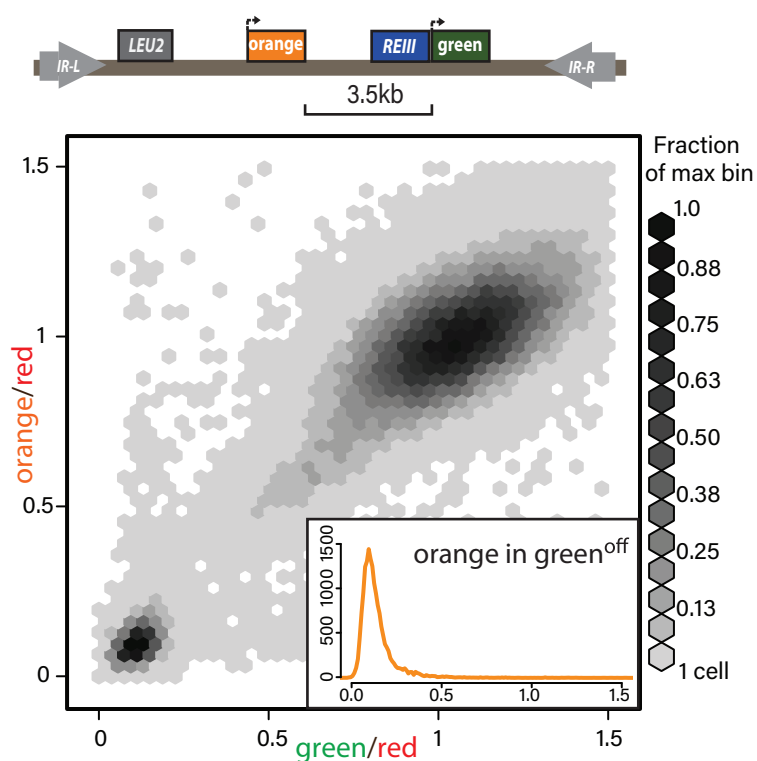 LEU2 orange REIII green
IR-L IR-R
3.5kb
Fraction
of max bin
1.0
0.88
0.75
0.63
0.50
0.38
0.25
0.13
1 cell
1.5
1
0.5
0
orange/red
orange in green^off
1500
1000
500
0
0.0 0.5 1.0 1.5
0 0.5 1 1.5
green/red